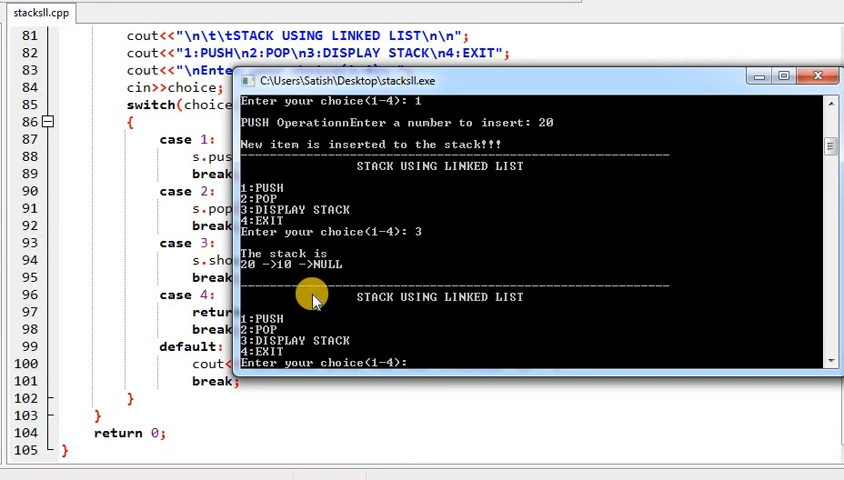 stacksll.cpp
81 cout<<"\n\t\tSTACK USING LINKED LIST\n\n";
82 cout<<"1:PUSH\n2:POP\n3:DISPLAY STACK\n4:EXIT";
83 cout<<"\nEnter
84 cin>>choice;
85 switch(choice
86 {
87 case 1:
88 s.pus
89 break
90 case 2:
91 s.pop
92 break
93 case 3:
94 s.sho
95 break
96 case 4:
97 retur
98 break
99 default:
100 cout<
101 break;
102 }
103 }
104 return 0;
105 }
C:\Users\Satish\Desktop\stacksll.exe
Enter your choice(1-4): 1
PUSH OperationnEnter a number to insert: 20
New item is inserted to the stack!!!
STACK USING LINKED LIST
1:PUSH
2:POP
3:DISPLAY STACK
4:EXIT
Enter your choice(1-4): 3
The stack is
20 ->10 ->NULL
STACK USING LINKED LIST
1:PUSH
2:POP
3:DISPLAY STACK
4:EXIT
Enter your choice(1-4):